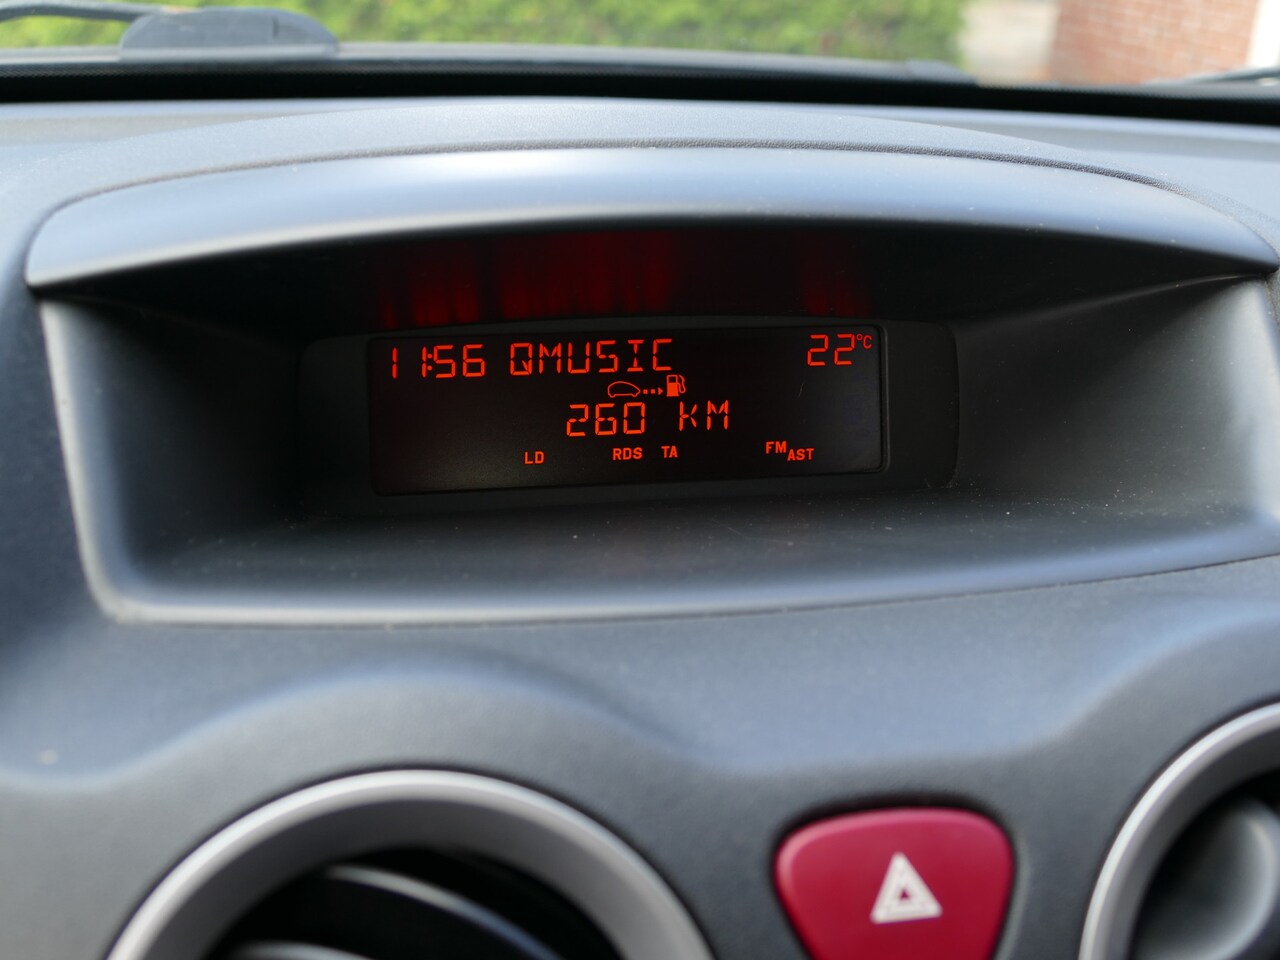 11:56 QMUSIC 22°C
260 KM
LD RDS TA FM AST